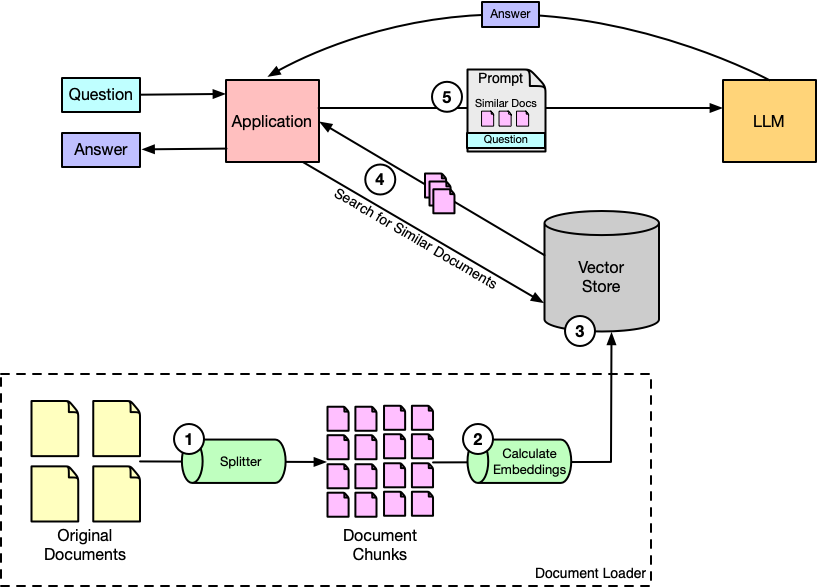 Answer
Question
Application
Answer
5
Prompt
Similar Docs
Question
LLM
4
Search for Similar Documents
Vector
Store
3
1
Splitter
2
Calculate
Embeddings
Original
Documents
Document
Chunks
Document Loader